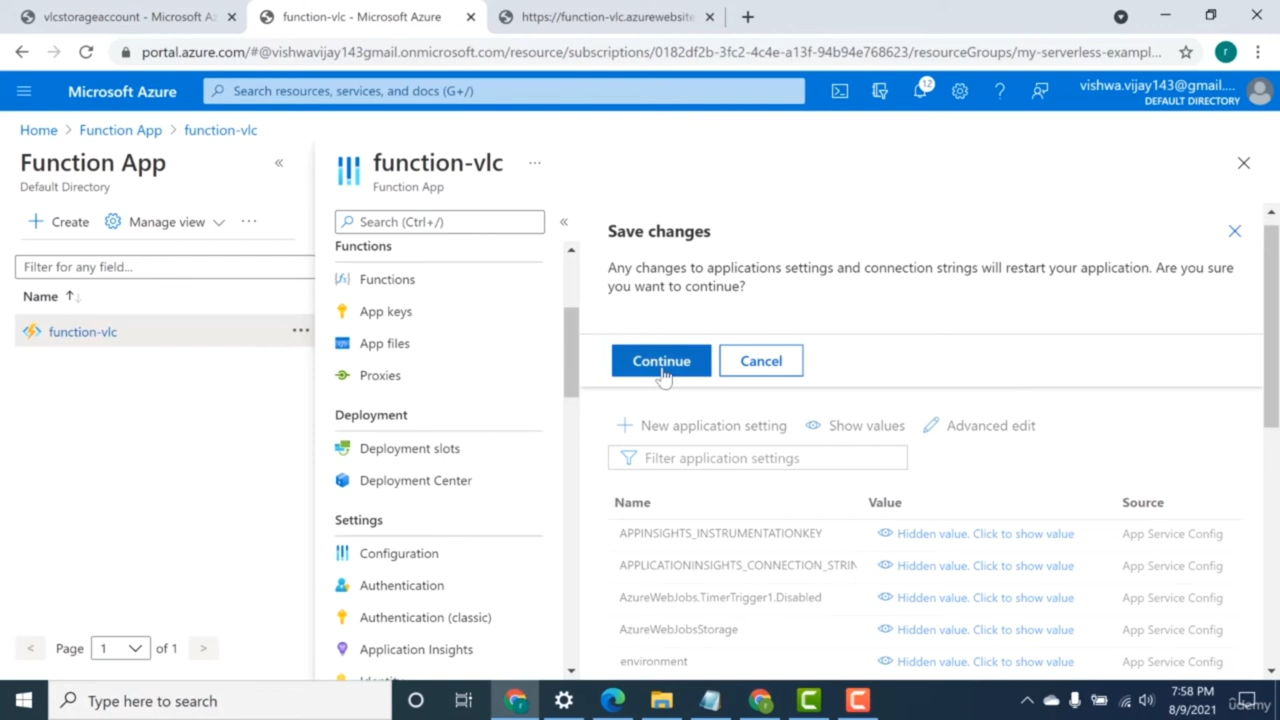 vlcstorageaccount - Microsoft Az
function-vlc - Microsoft Azure
https://function-vlc.azurewebsite
portal.azure.com/#@vishwavijay143gmail.onmicrosoft.com/resource/subscriptions/0182df2b-3fc2-4c4e-a13f-94b94e768623/resourceGroups/my-serverless-exampl...
r
Microsoft Azure
Search resources, services, and docs (G+/)
12
vishwa.vijay143@gmail....
DEFAULT DIRECTORY
Home > Function App > function-vlc
Function App
Default Directory
+ Create
Manage view
...
Filter for any field...
Name ↑↓
function-vlc
...
< Page 1 of 1 >
function-vlc
...
Function App
Search (Ctrl+/)
Functions
Functions
App keys
App files
Proxies
Deployment
Deployment slots
Deployment Center
Settings
Configuration
Authentication
Authentication (classic)
Application Insights
Save changes
Any changes to applications settings and connection strings will restart your application. Are you sure
you want to continue?
Continue
Cancel
+ New application setting
Show values
Advanced edit
Filter application settings
Name Value Source
APPINSIGHTS_INSTRUMENTATIONKEY Hidden value. Click to show value App Service Config
APPLICATIONINSIGHTS_CONNECTION_STRIN Hidden value. Click to show value App Service Config
AzureWebJobs.TimerTrigger1.Disabled Hidden value. Click to show value App Service Config
AzureWebJobsStorage Hidden value. Click to show value App Service Config
environment Hidden value. Click to show value App Service Config
Type here to search
7:58 PM
8/9/2021
udemy